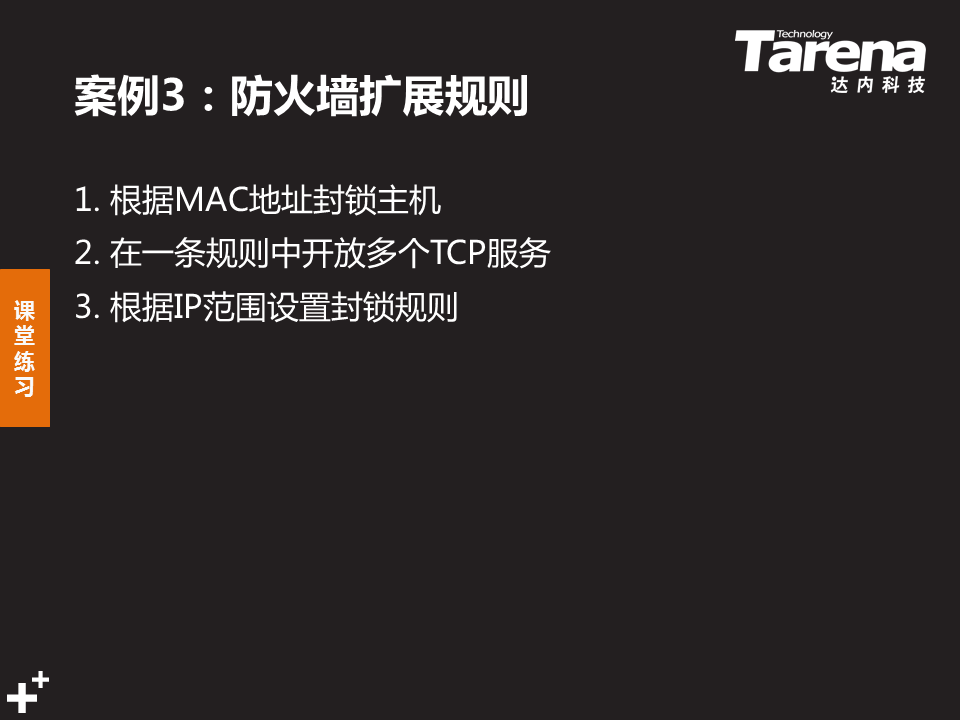 Technology
Tarena
达内科技
案例3：防火墙扩展规则
1. 根据MAC地址封锁主机
2. 在一条规则中开放多个TCP服务
3. 根据IP范围设置封锁规则
课
堂
练
习